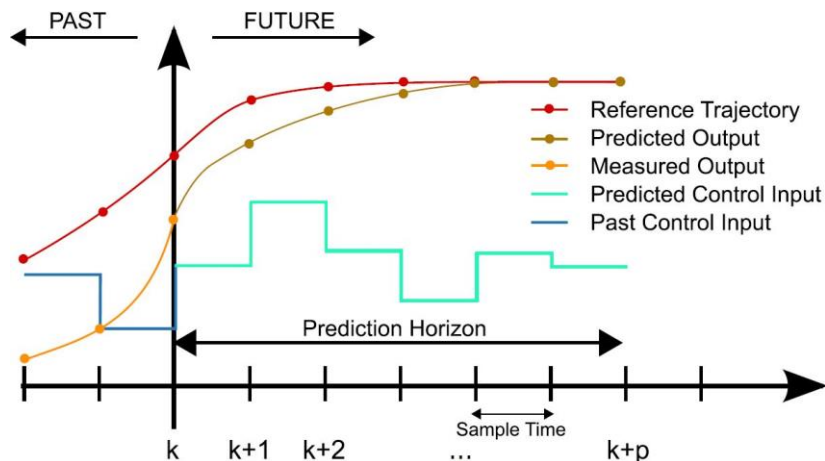 PAST
FUTURE
Reference Trajectory
Predicted Output
Measured Output
Predicted Control Input
Past Control Input
Prediction Horizon
Sample Time
k
k+1
k+2
...
k+p